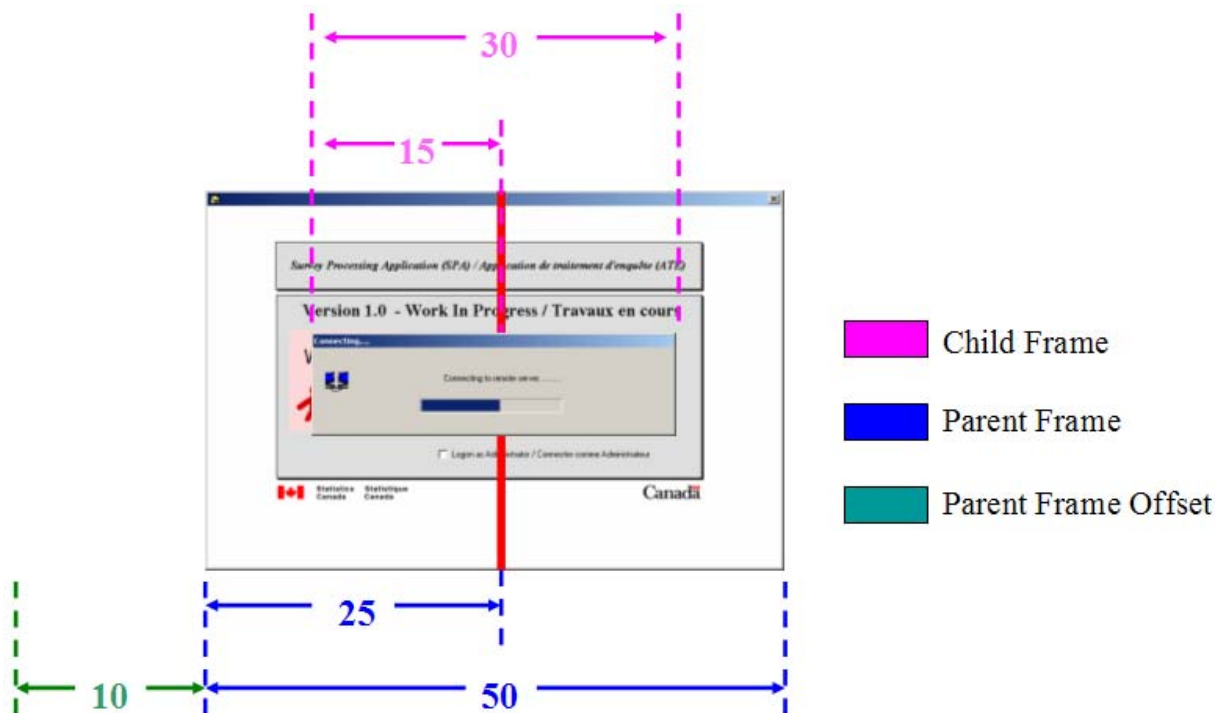 30
15
Survey Processing Application (SPA) / Application de traitement d'enquête (ATE)
Version 1.0 - Work In Progress / Travaux en cours
Connecting....
Connecting to remote server..........
Logon as Administrator / Connecter comme Administrateur
Statistics Statistique
Canada Canada
Canada
Child Frame
Parent Frame
Parent Frame Offset
25
10
50